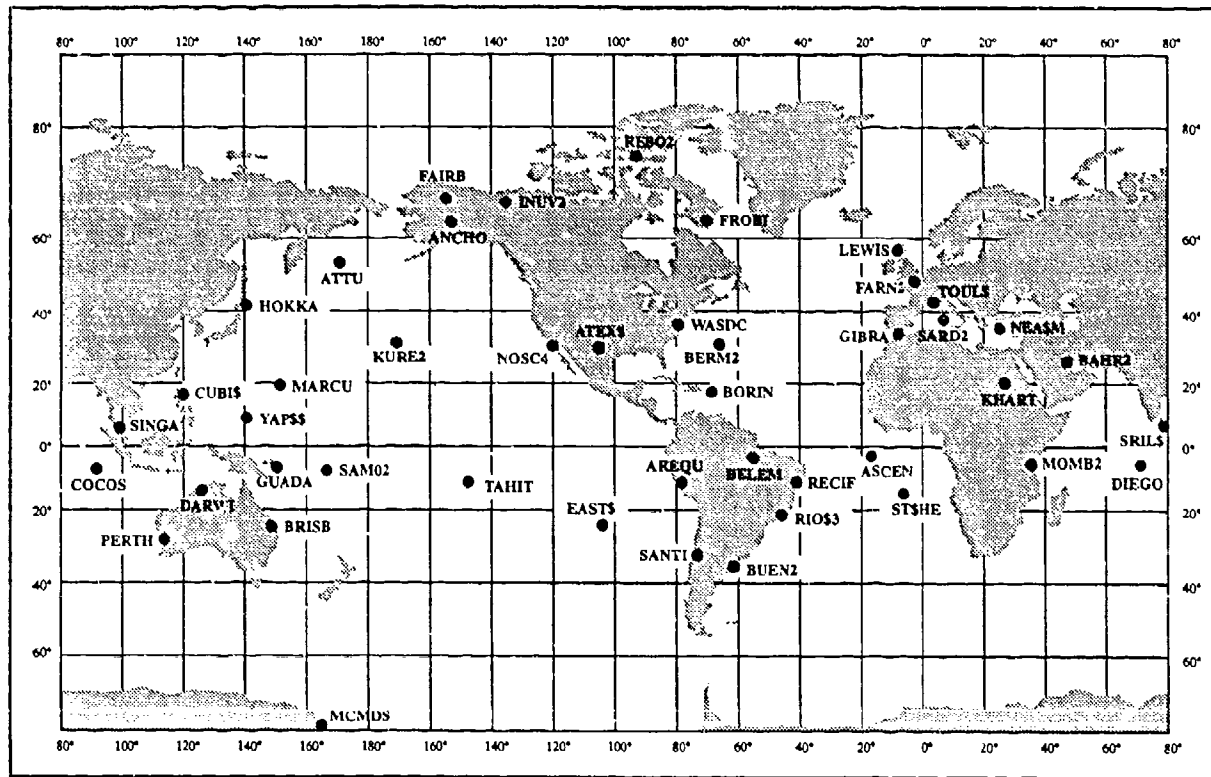 80° 100° 120° 140° 160° 180° 160° 140° 120° 100° 80° 60° 40° 20° 0° 20° 40° 60° 80°
80° 80°
REBO2
FAIRB
INUV2
FROBI
ANCHO
60° 60°
LEWIS
ATTU
FARN2 TOUL$
HOKKA
40° 40°
WASDC
ATEX$
GIBRA SARD2 NEA$M
KURE2 NOSC4 BERM2
BAHR2
20° 20°
MARCU
CUBI$
BORIN
KHART
YAP$$
SINGA
SRIL$
0° 0°
COCOS GUADA SAM02 TAHIT AREQU BELEM RECIF ASCEN MOMB2 DIEGO
EAST$ ST$HE
RIO$3
20° 20°
BRISB
PERTH
SANTI
BUEN2
40° 40°
60° 60°
MCMD$
80° 100° 120° 140° 160° 180° 160° 140° 120° 100° 80° 60° 40° 20° 0° 20° 40° 60° 80°